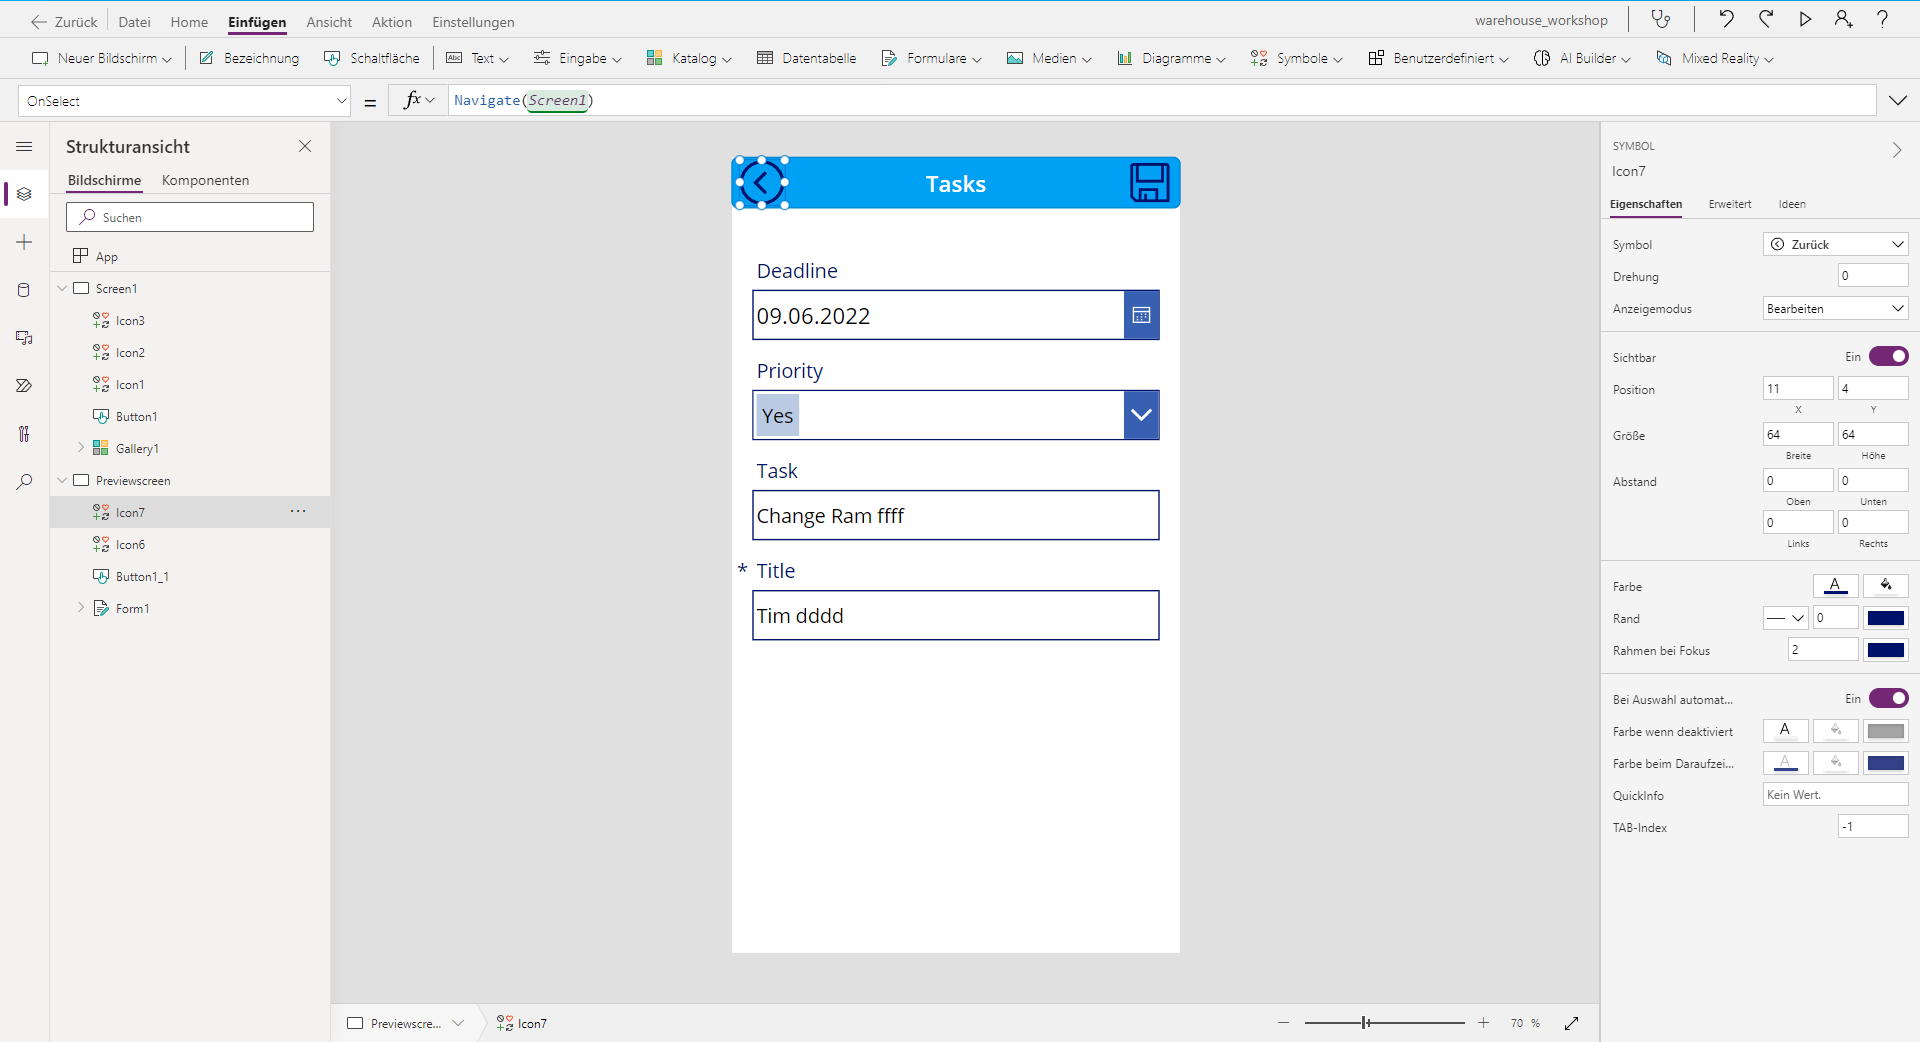 Zurück Datei Home Einfügen Ansicht Aktion Einstellungen warehouse_workshop
Neuer Bildschirm Bezeichnung Schaltfläche Abc Text Eingabe Katalog Datentabelle Formulare Medien Diagramme Symbole Benutzerdefiniert AI Builder Mixed Reality
OnSelect = fx Navigate(Screen1)
Strukturansicht
Bildschirme Komponenten
Suchen
App
Screen1
Icon3
Icon2
Icon1
Button1
Gallery1
Previewscreen
Icon7 ...
Icon6
Button1_1
Form1
Tasks
Deadline
09.06.2022
Priority
Yes
Task
Change Ram ffff
* Title
Tim dddd
Previewscre... Icon7
70 %
SYMBOL
Icon7
Eigenschaften Erweitert Ideen
Symbol Zurück
Drehung 0
Anzeigemodus Bearbeiten
Sichtbar Ein
Position 11 4
X Y
Größe 64 64
Breite Höhe
Abstand 0 0
Oben Unten
0 0
Links Rechts
Farbe A
Rand 0
Rahmen bei Fokus 2
Bei Auswahl automat... Ein
Farbe wenn deaktiviert A
Farbe beim Daraufzei... A
QuickInfo Kein Wert.
TAB-Index -1